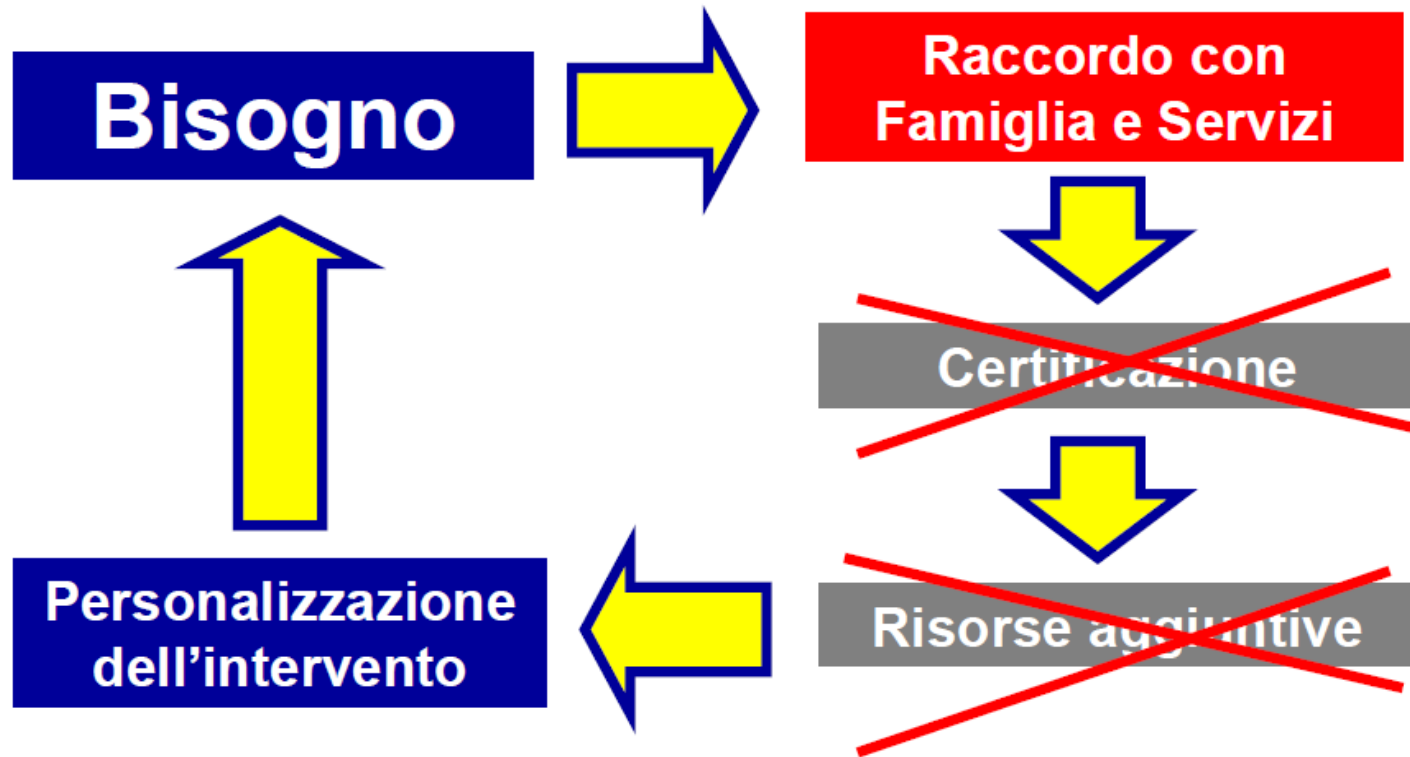 Bisogno
Raccordo con
Famiglia e Servizi
Certificazione
Risorse aggiuntive
Personalizzazione
dell'intervento